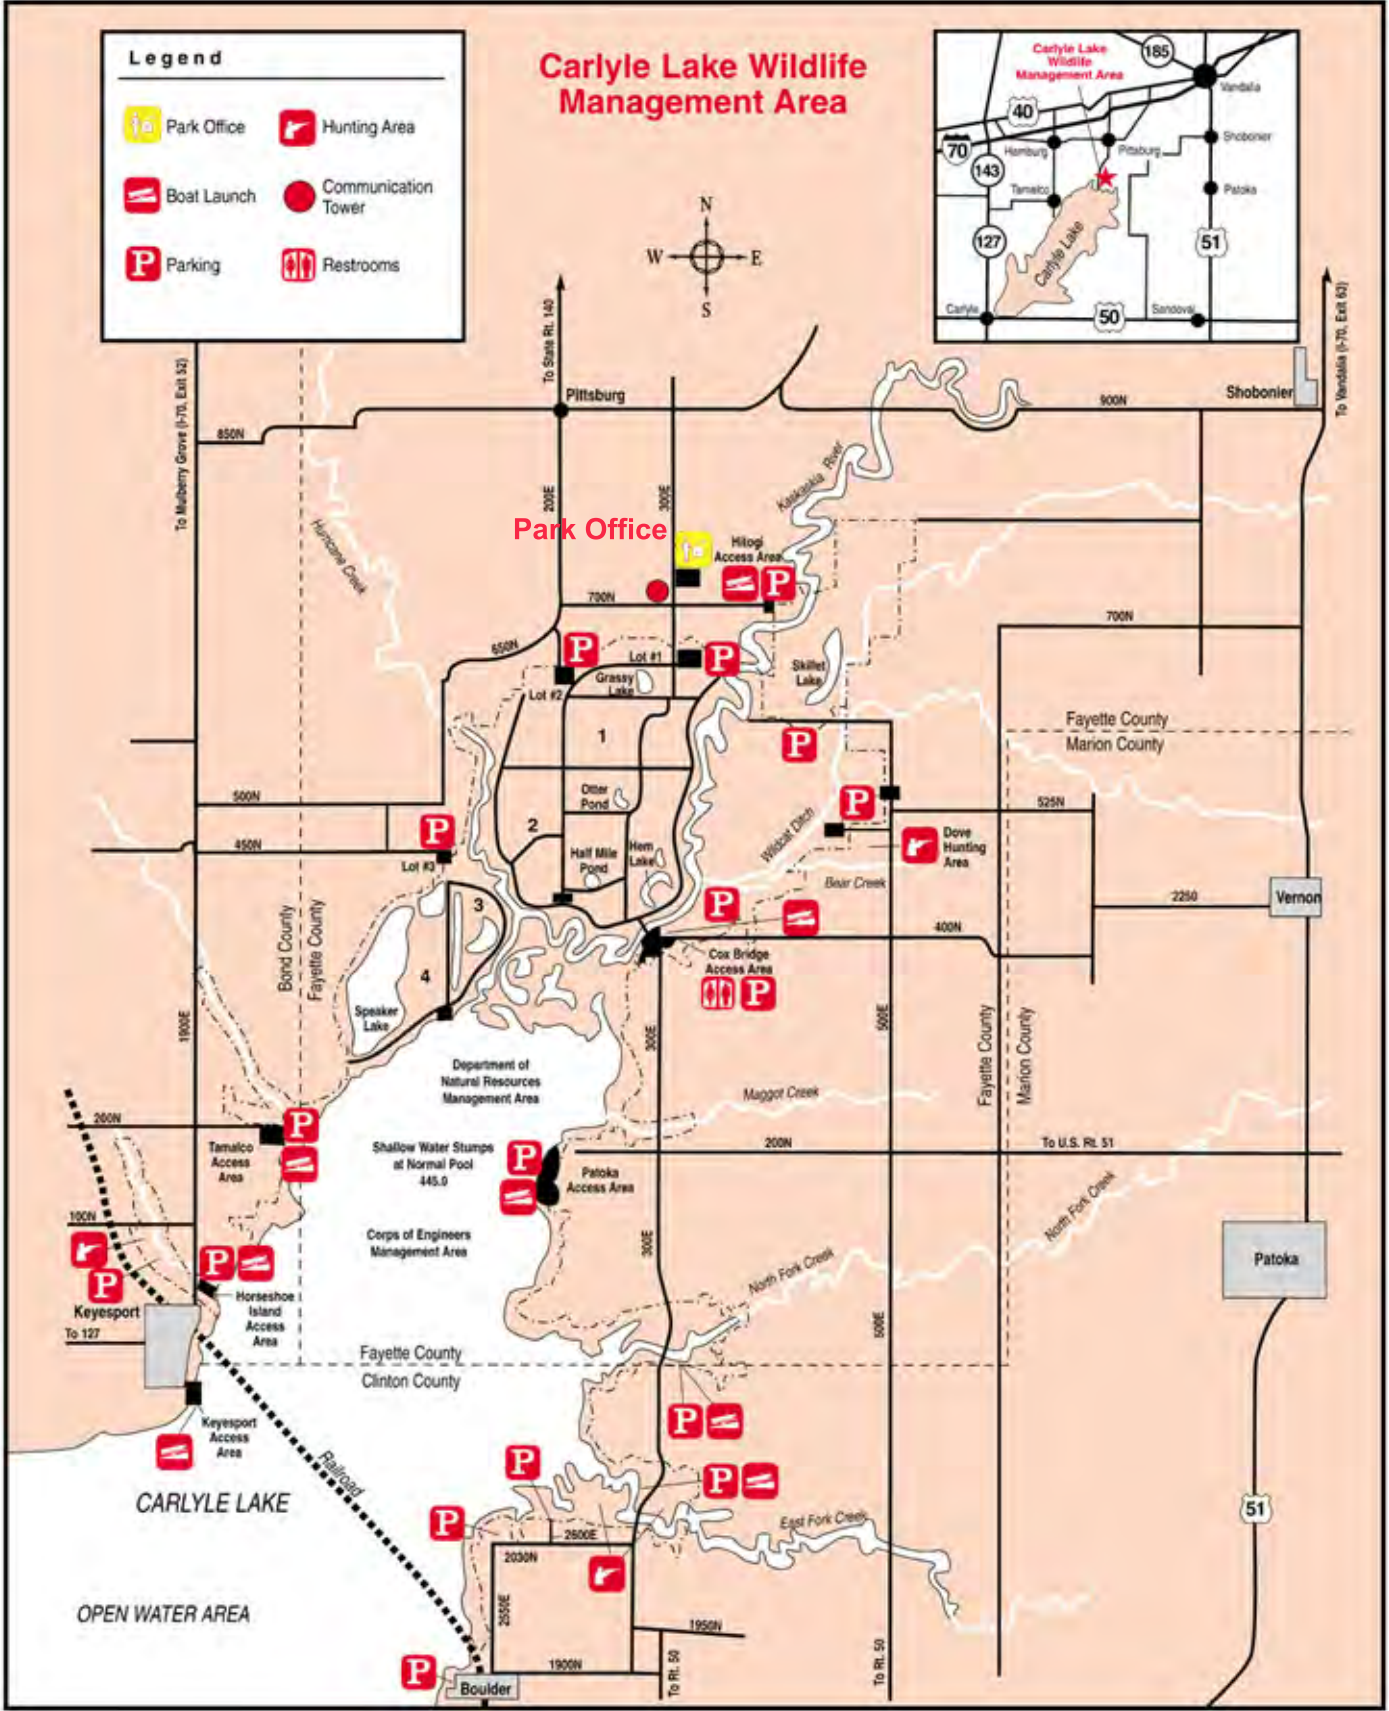 Legend
Park Office
Hunting Area
Boat Launch
Communication
Tower
P
Parking
Restrooms
Carlyle Lake Wildlife
Management Area
N
W
E
S
Carlyle Lake
Wildlife
Management Area
185
Vandalia
40
70
Hamburg
Pittsburg
Shobonier
143
Tamalco
Patoka
127
51
Carlyle Lake
Carlyle
50
Sandoval
To Mulberry Grove (I-70, Exit 52)
To State Rt. 140
To Vandalia (I-70, Exit 63)
Pittsburg
Shobonier
900N
850N
Kaskaskia River
200E
300E
Park Office
Hitogi
Access Area
P
Hurricane Creek
700N
700N
650N
P
Lot #1
P
Skillet
Lake
Grassy
Lake
Lot #2
1
P
Fayette County
Marion County
Otter
Pond
500N
P
525N
2
P
Wildcat Ditch
Dove
Hunting
Area
450N
Lot #3
Half Mile
Pond
Hem
Lake
Bear Creek
2250
Vernon
3
P
400N
Bond County
Fayette County
4
Cox Bridge
Access Area
P
Speaker
Lake
1900E
300E
500E
Fayette County
Marion County
Department of
Natural Resources
Management Area
Maggot Creek
200N
P
200N
To U.S. Rt. 51
Tamalco
Access
Area
Shallow Water Stumps
at Normal Pool
445.0
P
Patoka
Access Area
100N
Corps of Engineers
Management Area
300E
North Fork Creek
North Fork Creek
Patoka
P
P
Keyesport
Horseshoe
Island
Access
Area
To 127
500E
Fayette County
Clinton County
Keyesport
Access
Area
P
Railroad
P
P
CARLYLE LAKE
51
P
East Fork Creek
2600E
2030N
2550E
OPEN WATER AREA
1950N
1900N
To Rt. 50
To Rt. 50
P
Boulder